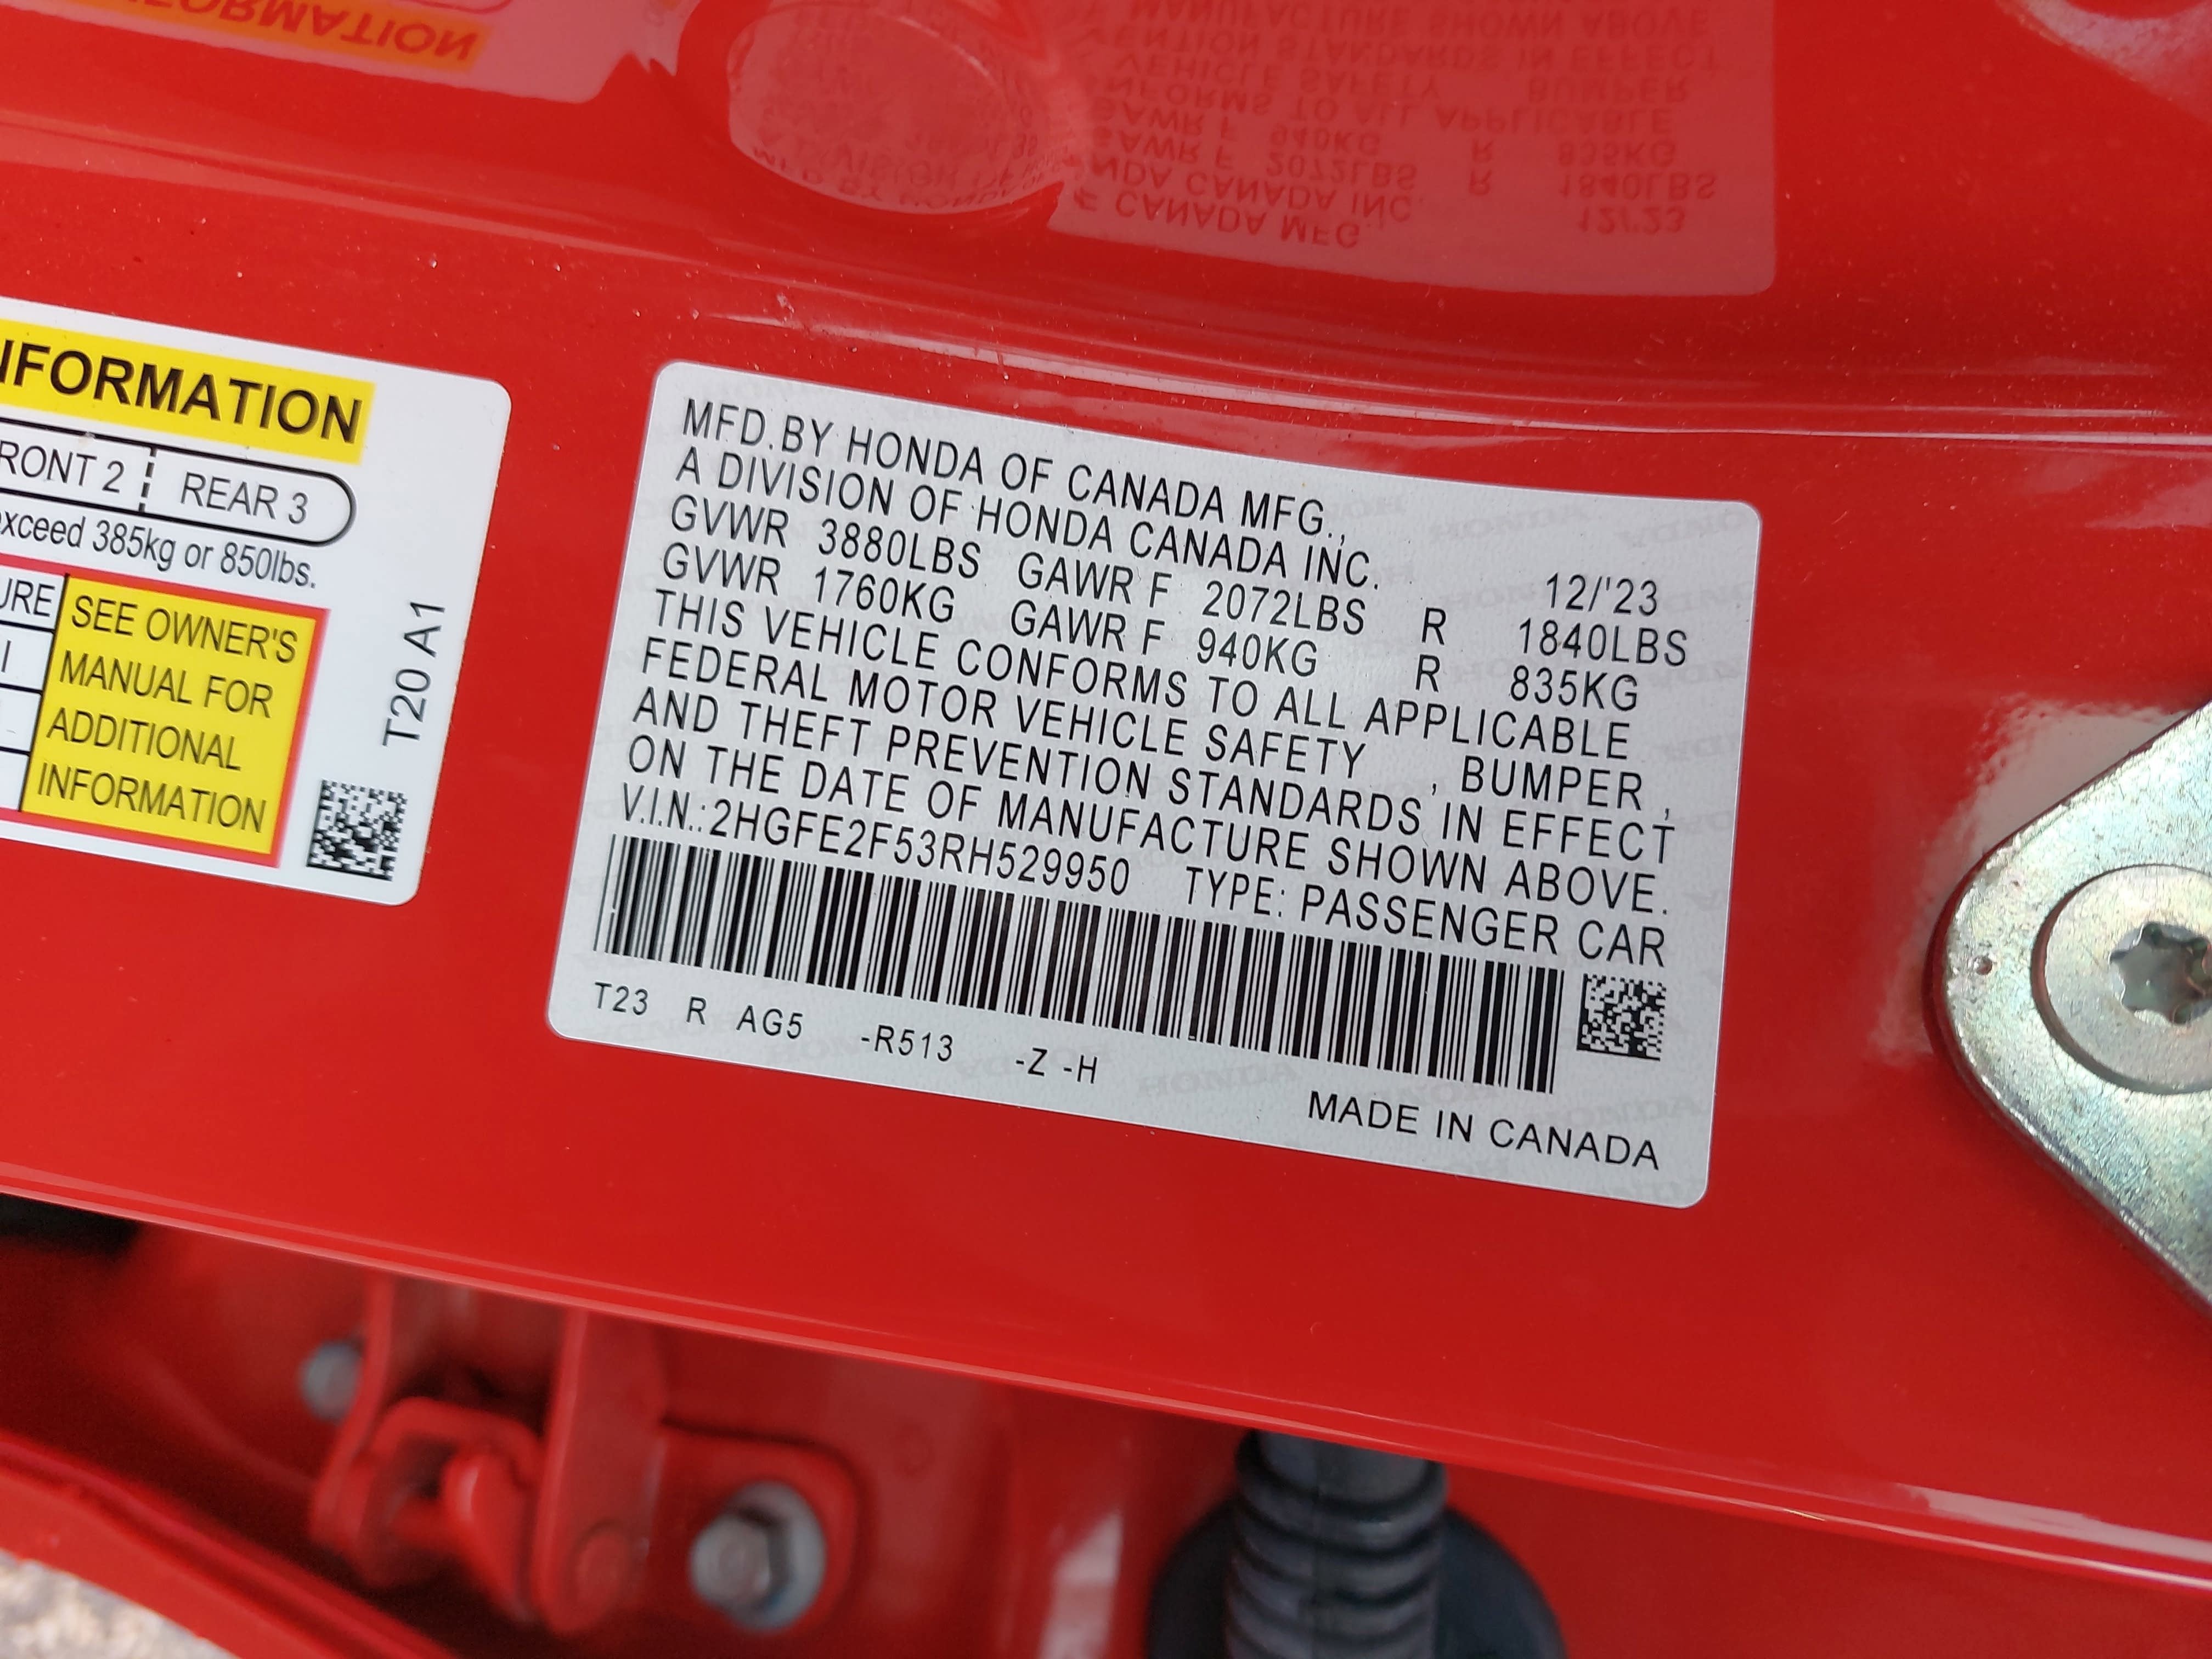 NFORMATION
RONT 2 REAR 3
xceed 385kg or 850lbs.
URE
SEE OWNER'S
MANUAL FOR
ADDITIONAL
INFORMATION
T20 A1
MFD.BY HONDA OF CANADA MFG.,
A DIVISION OF HONDA CANADA INC. 12/'23
GVWR 3880LBS GAWR F 2072LBS R 1840LBS
GVWR 1760KG GAWR F 940KG R 835KG
THIS VEHICLE CONFORMS TO ALL APPLICABLE
FEDERAL MOTOR VEHICLE SAFETY , BUMPER ,
AND THEFT PREVENTION STANDARDS IN EFFECT
ON THE DATE OF MANUFACTURE SHOWN ABOVE.
V.I.N.:2HGFE2F53RH529950 TYPE: PASSENGER CAR
T23 R AG5 -R513 -Z -H
MADE IN CANADA